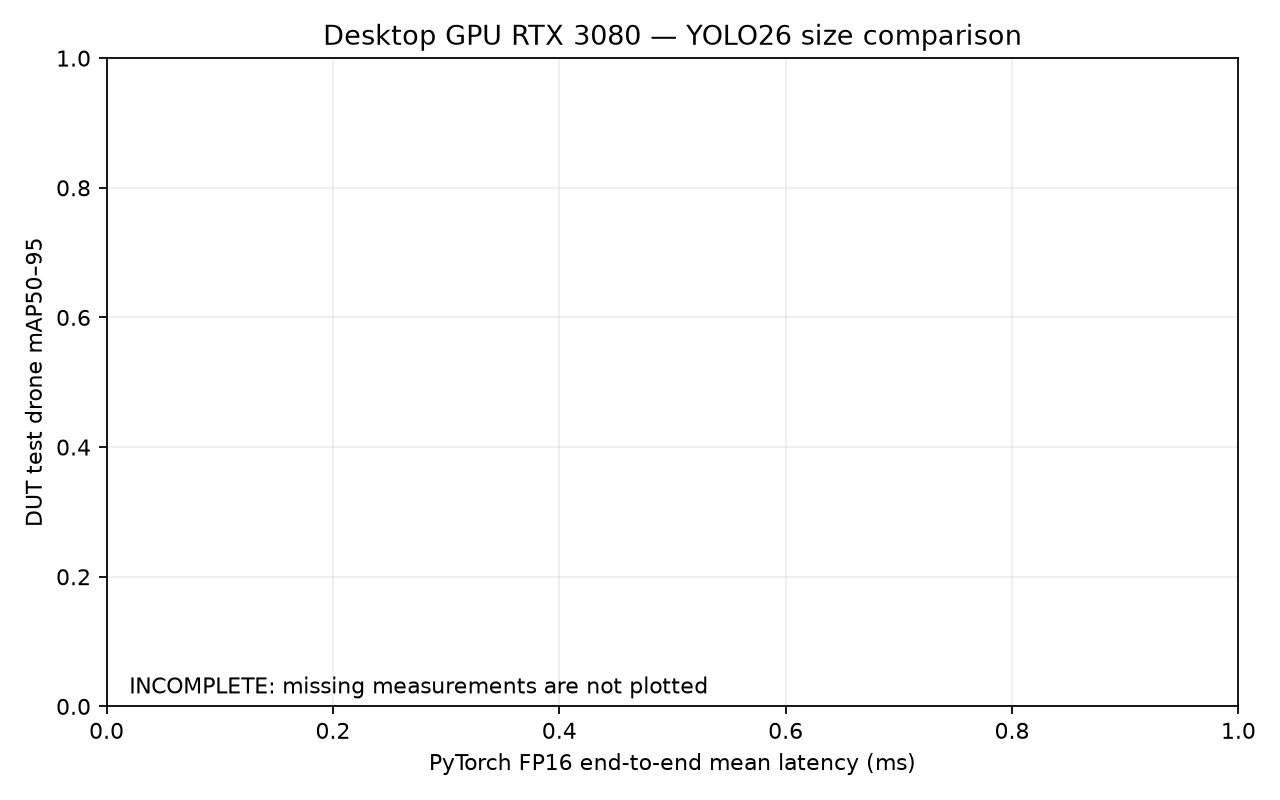 Desktop GPU RTX 3080 — YOLO26 size comparison
1.0
0.8
0.6
0.4
0.2
0.0
DUT test drone mAP50–95
INCOMPLETE: missing measurements are not plotted
0.0 0.2 0.4 0.6 0.8 1.0
PyTorch FP16 end-to-end mean latency (ms)